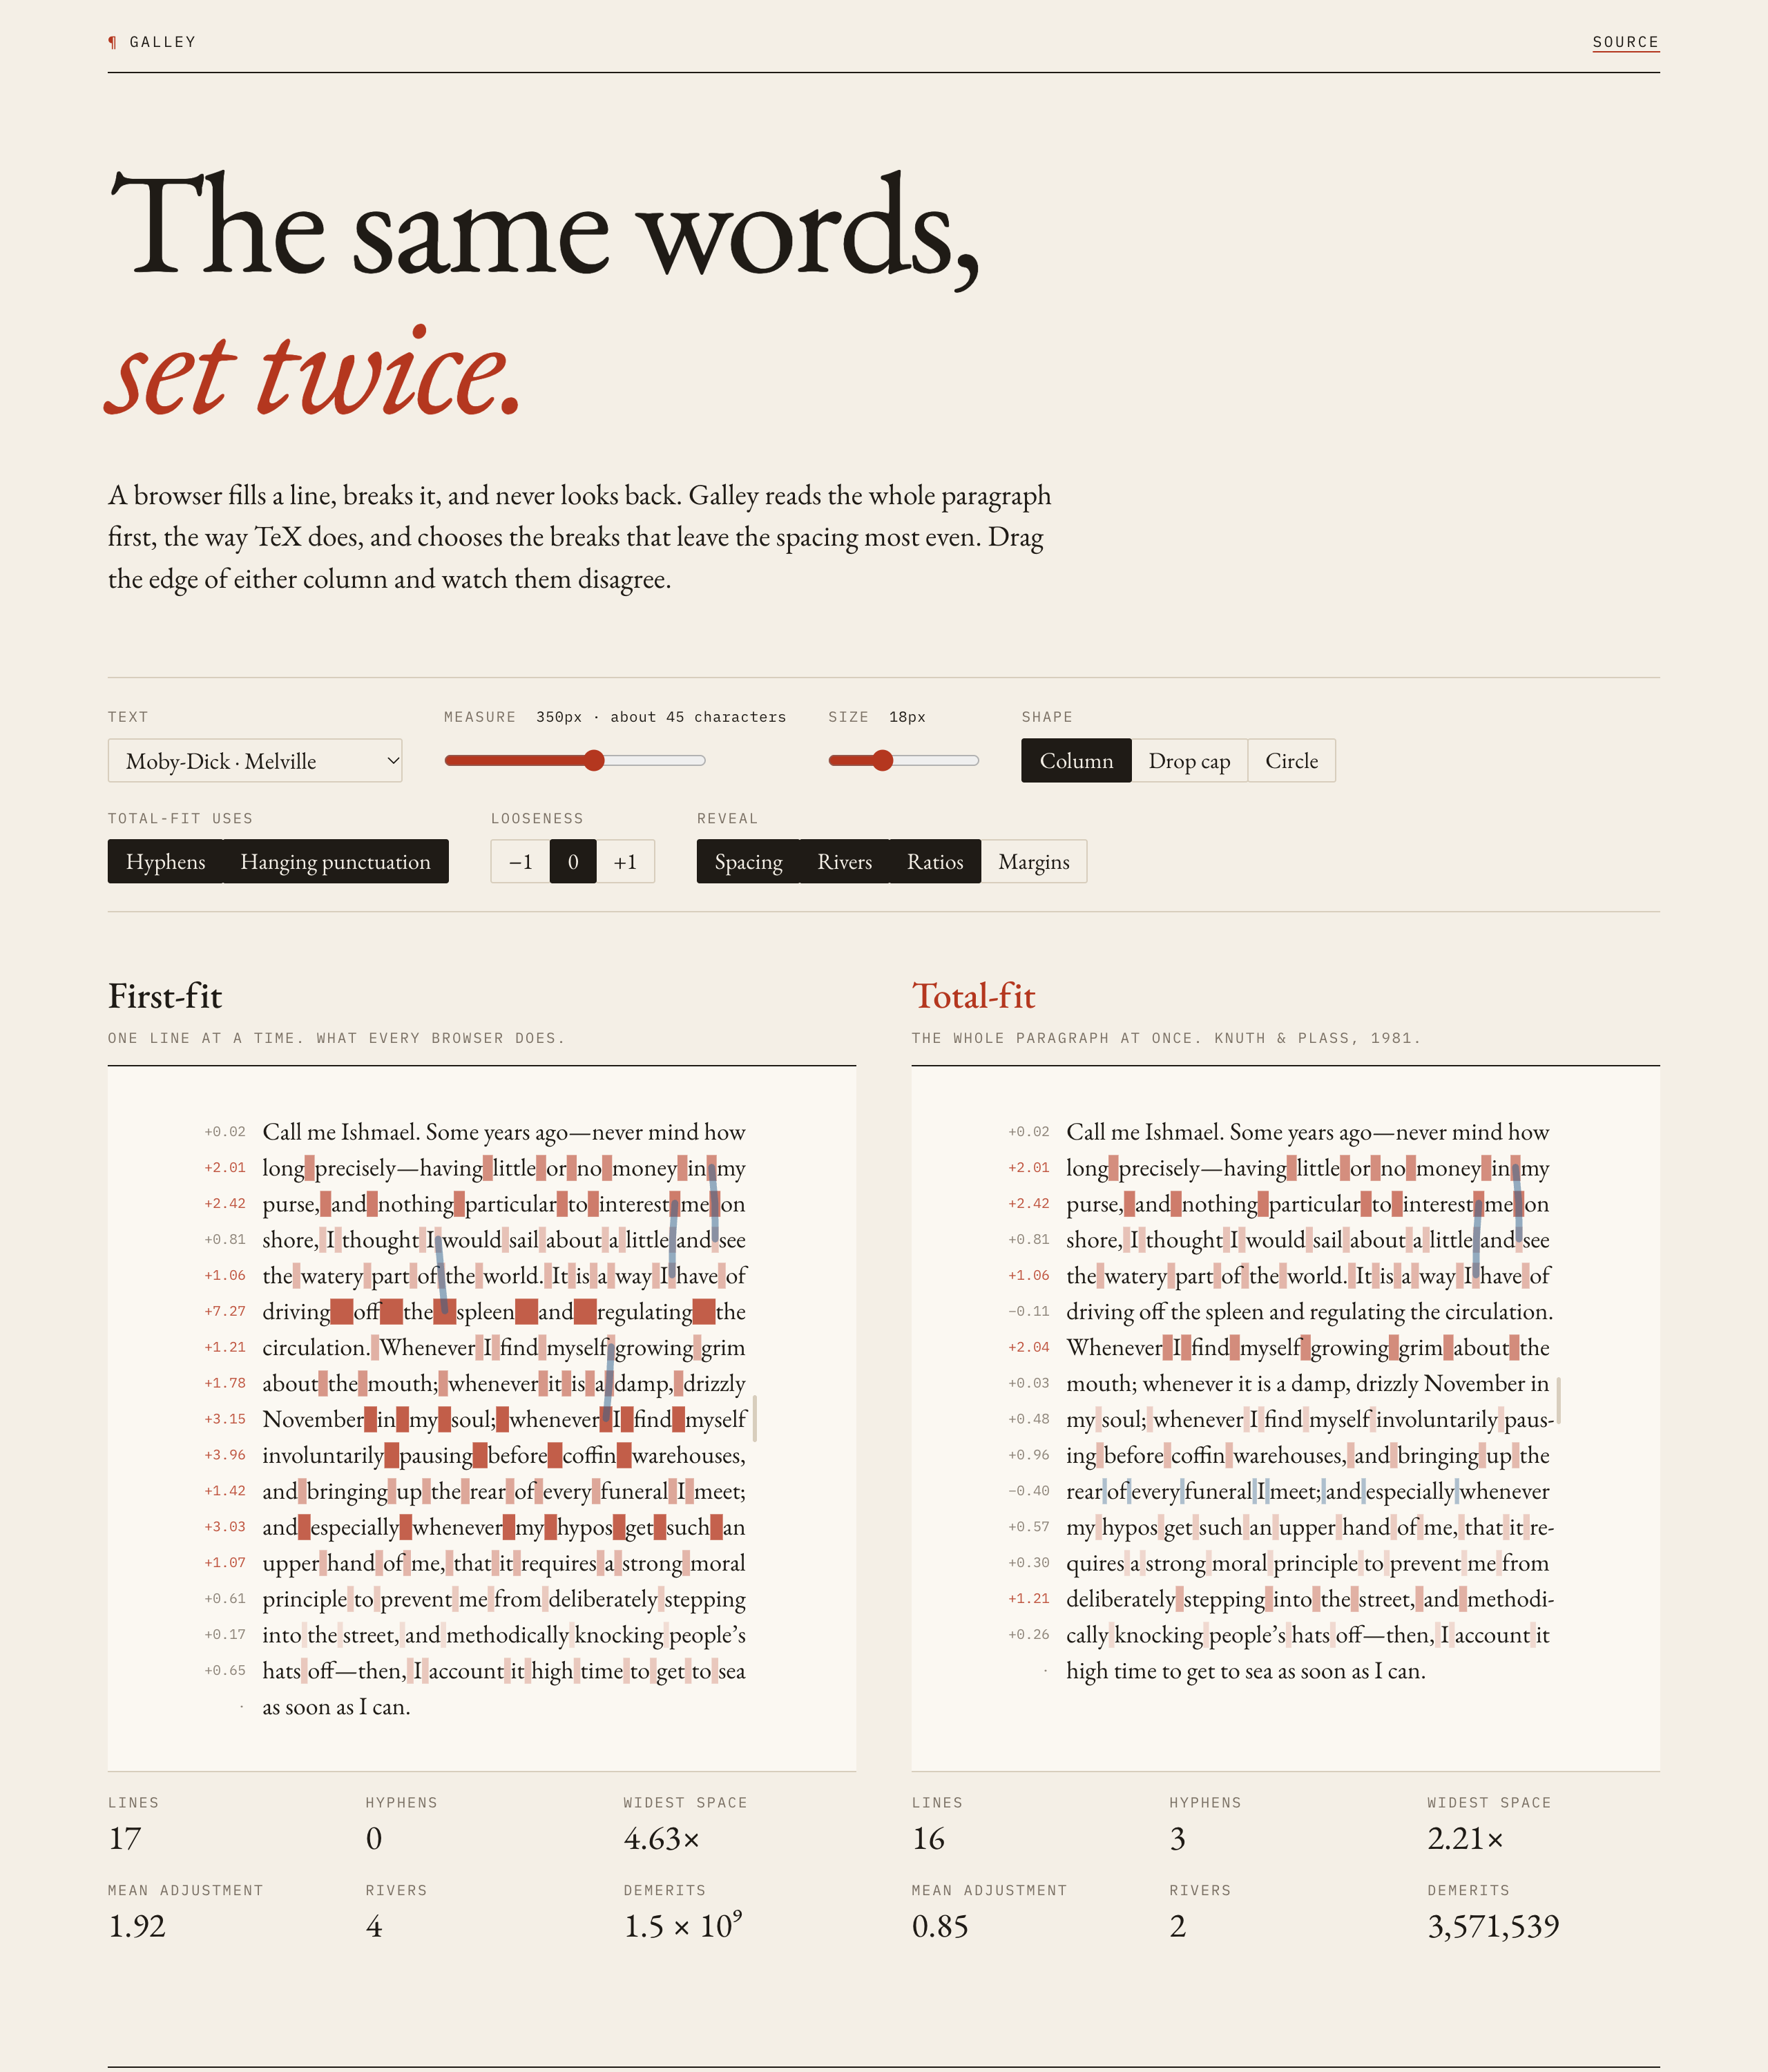 ¶ GALLEY
SOURCE
The same words,
set twice.
A browser fills a line, breaks it, and never looks back. Galley reads the whole paragraph
first, the way TeX does, and chooses the breaks that leave the spacing most even. Drag
the edge of either column and watch them disagree.
TEXT
MEASURE 350px · about 45 characters
SIZE 18px
SHAPE
Moby-Dick · Melville
Column Drop cap Circle
TOTAL-FIT USES
LOOSENESS
REVEAL
Hyphens Hanging punctuation
−1 0 +1
Spacing Rivers Ratios Margins
First-fit
ONE LINE AT A TIME. WHAT EVERY BROWSER DOES.
+0.02 Call me Ishmael. Some years ago—never mind how
+2.01 long precisely—having little or no money in my
+2.42 purse, and nothing particular to interest me on
+0.81 shore, I thought I would sail about a little and see
+1.06 the watery part of the world. It is a way I have of
+7.27 driving off the spleen and regulating the
+1.21 circulation. Whenever I find myself growing grim
+1.78 about the mouth; whenever it is a damp, drizzly
+3.15 November in my soul; whenever I find myself
+3.96 involuntarily pausing before coffin warehouses,
+1.42 and bringing up the rear of every funeral I meet;
+3.03 and especially whenever my hypos get such an
+1.07 upper hand of me, that it requires a strong moral
+0.61 principle to prevent me from deliberately stepping
+0.17 into the street, and methodically knocking people’s
+0.65 hats off—then, I account it high time to get to sea
· as soon as I can.
LINES
17
HYPHENS
0
WIDEST SPACE
4.63×
MEAN ADJUSTMENT
1.92
RIVERS
4
DEMERITS
1.5 × 10⁹
Total-fit
THE WHOLE PARAGRAPH AT ONCE. KNUTH & PLASS, 1981.
+0.02 Call me Ishmael. Some years ago—never mind how
+2.01 long precisely—having little or no money in my
+2.42 purse, and nothing particular to interest me on
+0.81 shore, I thought I would sail about a little and see
+1.06 the watery part of the world. It is a way I have of
−0.11 driving off the spleen and regulating the circulation.
+2.04 Whenever I find myself growing grim about the
+0.03 mouth; whenever it is a damp, drizzly November in
+0.48 my soul; whenever I find myself involuntarily paus-
+0.96 ing before coffin warehouses, and bringing up the
−0.40 rear of every funeral I meet; and especially whenever
+0.57 my hypos get such an upper hand of me, that it re-
+0.30 quires a strong moral principle to prevent me from
+1.21 deliberately stepping into the street, and methodi-
+0.26 cally knocking people’s hats off—then, I account it
· high time to get to sea as soon as I can.
LINES
16
HYPHENS
3
WIDEST SPACE
2.21×
MEAN ADJUSTMENT
0.85
RIVERS
2
DEMERITS
3,571,539